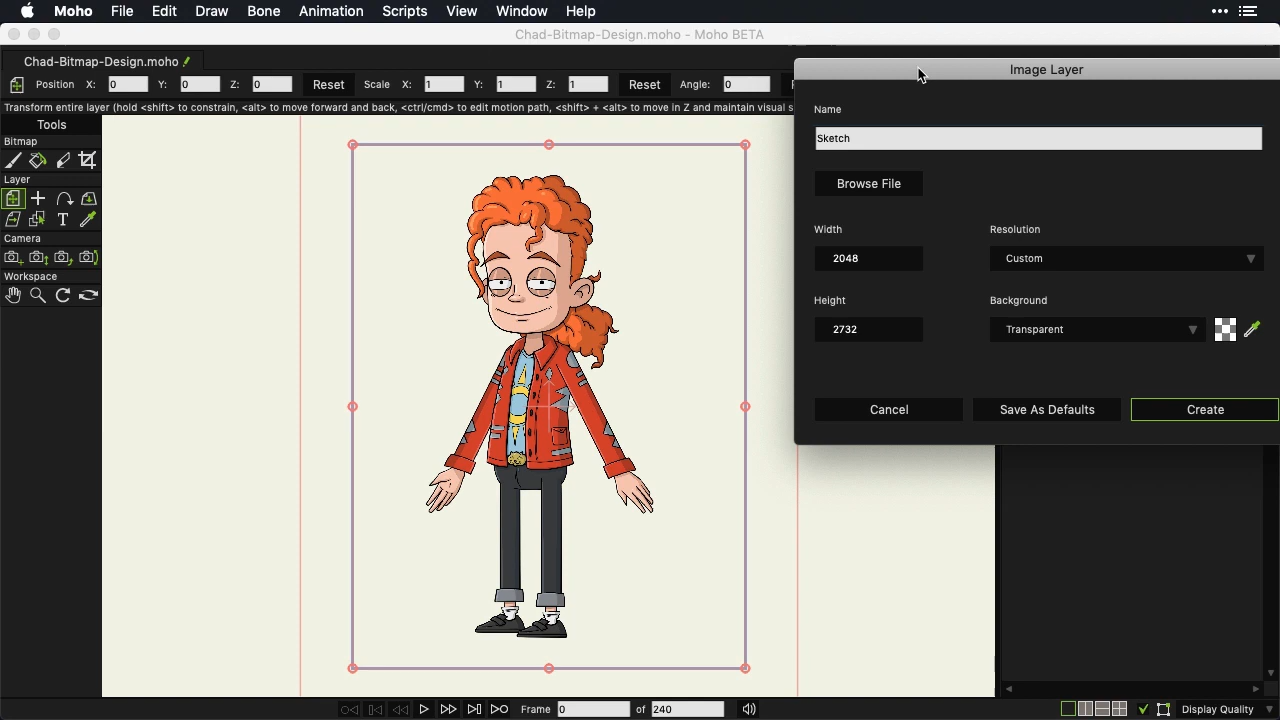 Moho File Edit Draw Bone Animation Scripts View Window Help
Chad-Bitmap-Design.moho - Moho BETA
Chad-Bitmap-Design.moho
Position X: 0 Y: 0 Z: 0 Reset Scale X: 1 Y: 1 Z: 1 Reset Angle: 0
Transform entire layer (hold <shift> to constrain, <alt> to move forward and back, <ctrl/cmd> to edit motion path, <shift> + <alt> to move in Z and maintain visual s
Tools
Bitmap
Layer
Camera
Workspace
Image Layer
Name
Sketch
Browse File
Width Resolution
2048 Custom
Height Background
2732 Transparent
Cancel Save As Defaults Create
Frame 0 of 240 Display Quality